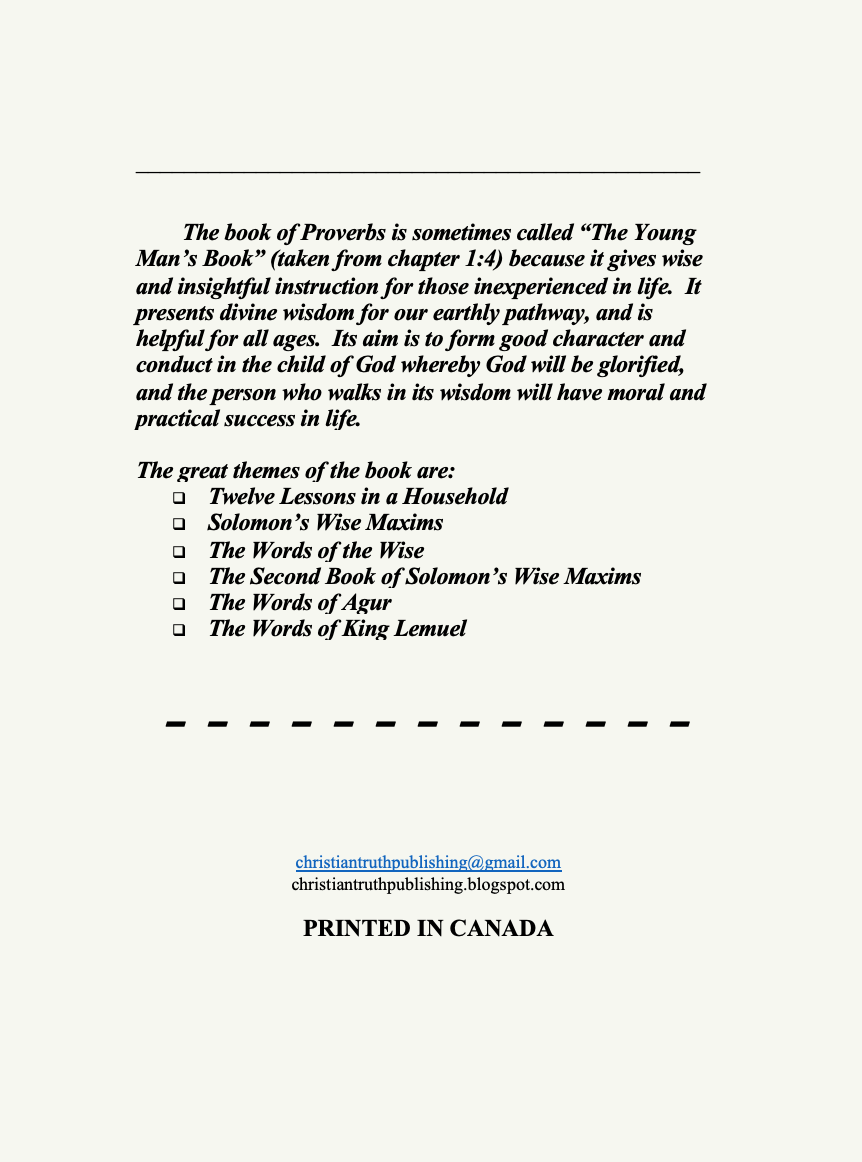 The book of Proverbs is sometimes called “The Young
Man’s Book” (taken from chapter 1:4) because it gives wise
and insightful instruction for those inexperienced in life.  It
presents divine wisdom for our earthly pathway, and is
helpful for all ages.  Its aim is to form good character and
conduct in the child of God whereby God will be glorified,
and the person who walks in its wisdom will have moral and
practical success in life.
The great themes of the book are:
❑ Twelve Lessons in a Household
❑ Solomon’s Wise Maxims
❑ The Words of the Wise
❑ The Second Book of Solomon’s Wise Maxims
❑ The Words of Agur
❑ The Words of King Lemuel
christiantruthpublishing@gmail.com
christiantruthpublishing.blogspot.com
PRINTED IN CANADA